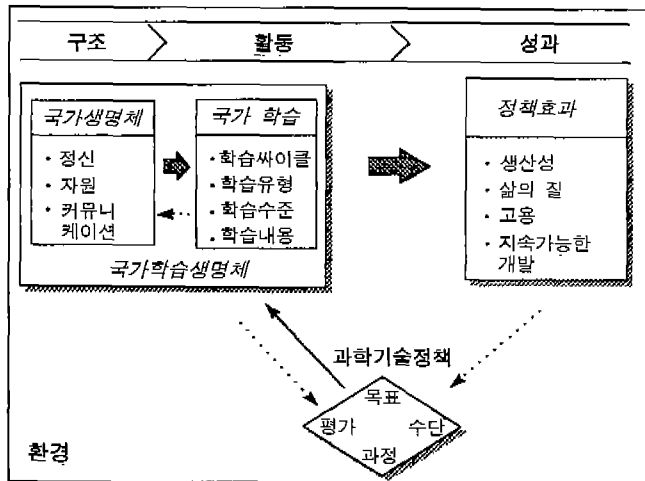 구조
활동
성과
국가생명체
• 정신
• 자원
• 커뮤니
케이션
국가 학습
• 학습싸이클
• 학습유형
• 학습수준
• 학습내용
국가학습생명체
정책효과
• 생산성
• 삶의 질
• 고용
• 지속가능한
개발
과학기술정책
목표
평가
수단
과정
환경